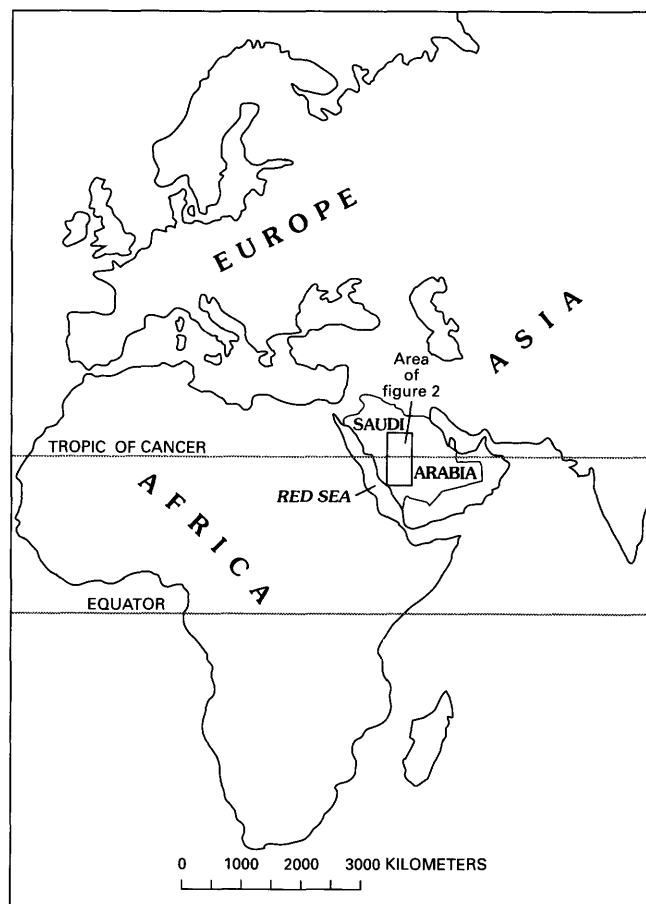 EUROPE
ASIA
Area
of
figure 2
SAUDI
TROPIC OF CANCER
ARABIA
AFRICA
RED SEA
EQUATOR
0 1000 2000 3000 KILOMETERS